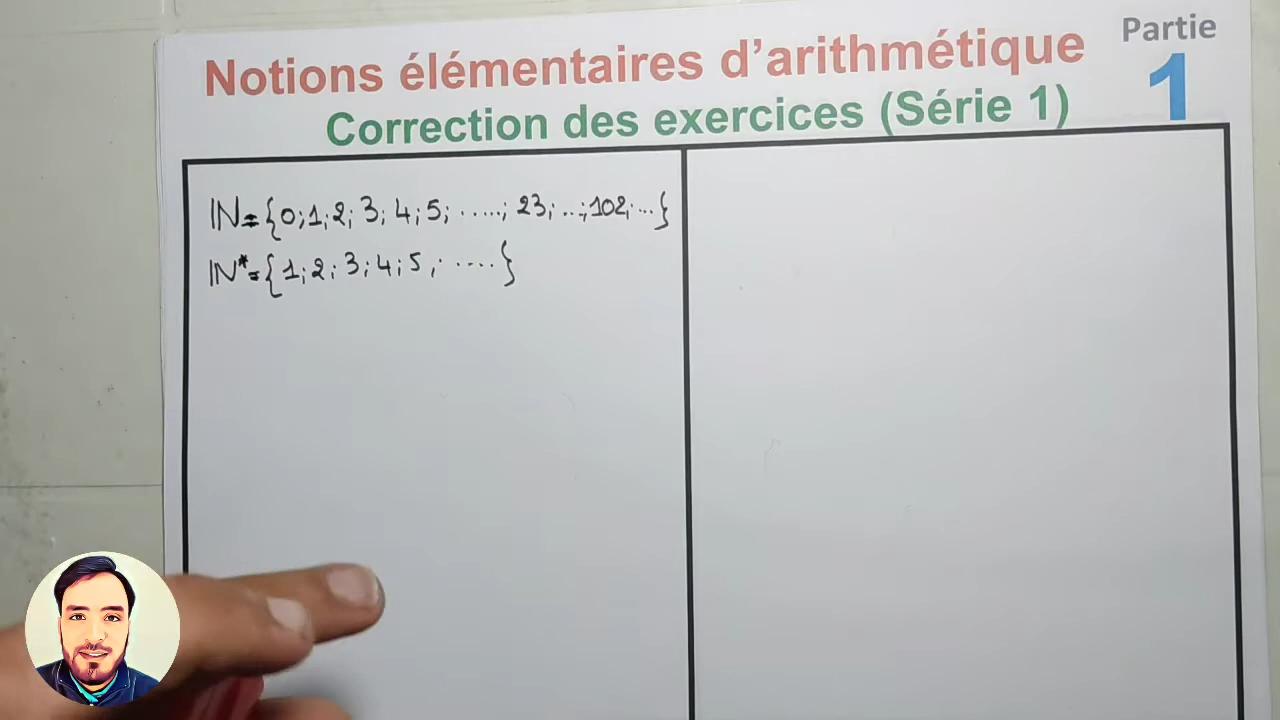 Notions élémentaires d'arithmétique
Partie
1
Correction des exercices (Série 1)
IN={0;1;2;3;4;5;.....;23;...;102;...}
IN*={1;2;3;4;5;.....}